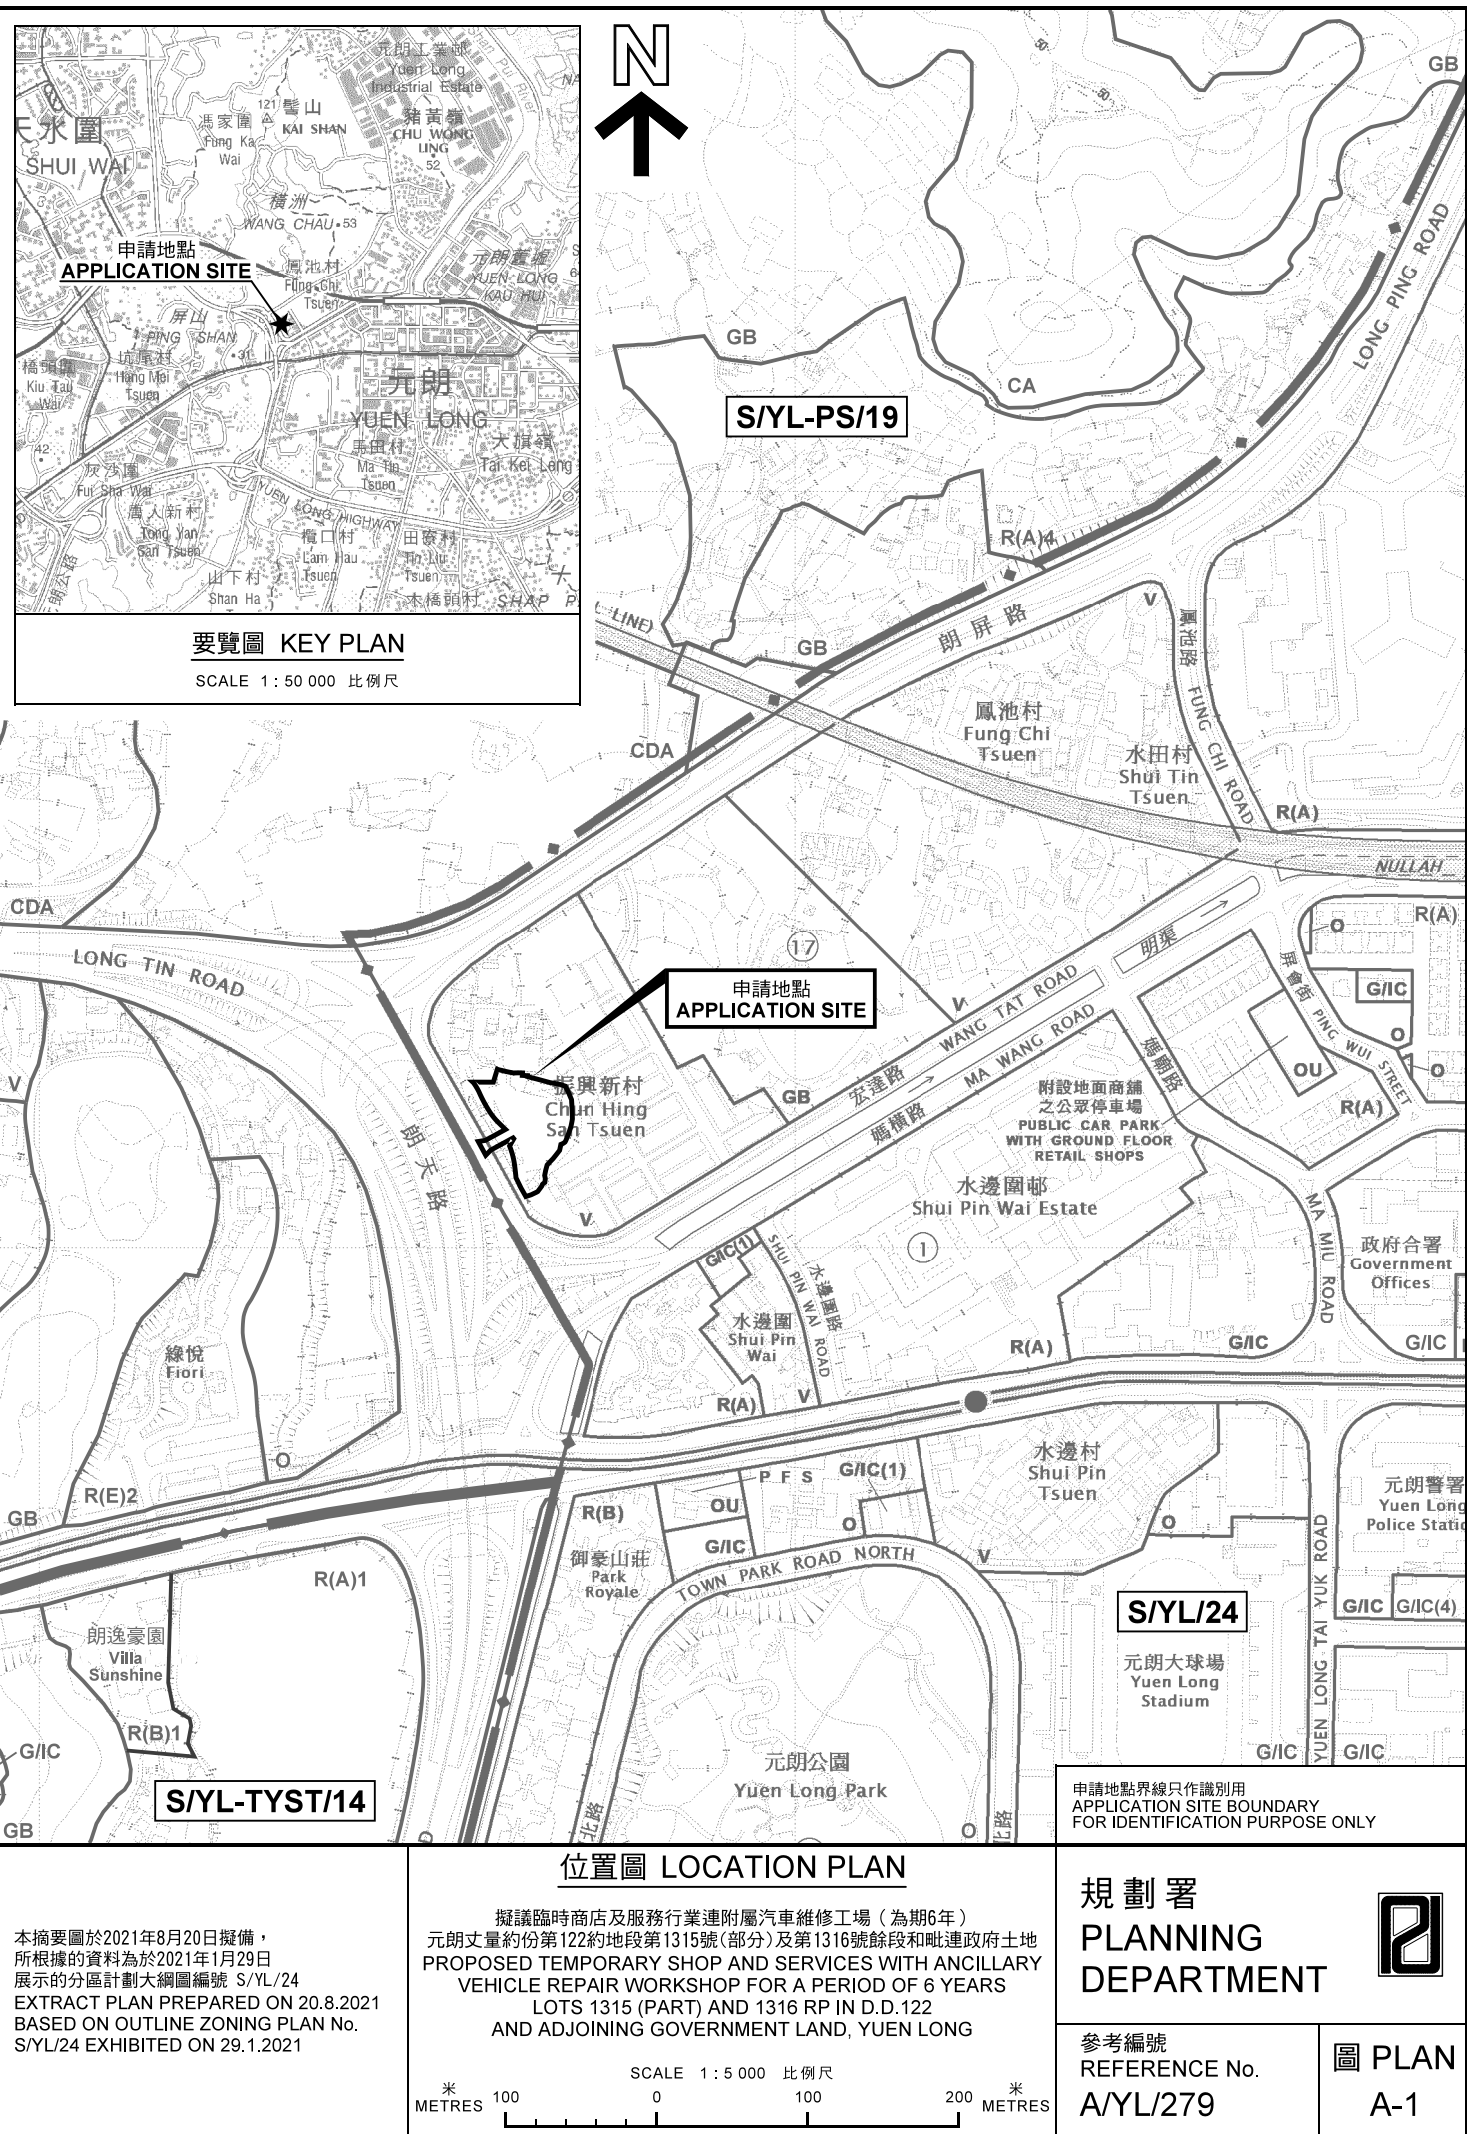 元朗工業邨
Yuen Long
Industrial Estate
121
髻山
KAI SHAN
豬黃嶺
CHU WONG
LING
52
馮家圍
Fung Ka
Wai
水圍
SHUI WAI
橫洲
WANG CHAU
53
申請地點
APPLICATION SITE
鳳池村
Fung Chi
Tsuen
元朗舊墟
YUEN LONG
KAU HUI
屏山
PING SHAN
31
坑尾村
Hang Mei
Tsuen
橋頭圍
Kiu Tau
Wai
元朗
YUEN LONG
馬田村
Ma Tin
Tsuen
大旗嶺
Tai Kei Leng
42
灰沙圍
Fui Sha Wai
YUEN LONG HIGHWAY
唐人新村
Tong Yan
San Tsuen
欖口村
Lam Hau
Tsuen
田寮村
Tin Liu
Tsuen
山下村
Shan Ha
木橋頭村
SHAP P
要覽圖 KEY PLAN
SCALE 1 : 50 000 比例尺
N
50
50
GB
LONG PING ROAD
GB
CA
S/YL-PS/19
R(A)4
LINE)
GB
朗屏路
V
鳳池路
FUNG CHI ROAD
鳳池村
Fung Chi
Tsuen
水田村
Shui Tin
Tsuen
CDA
R(A)
NULLAH
CDA
LONG TIN ROAD
17
明渠
O
R(A)
屏會街
PING WUI STREET
G/IC
O
O
申請地點
APPLICATION SITE
V
WANG TAT ROAD
MA WANG ROAD
宏達路
媽橫路
媽廟路
OU
R(A)
V
振興新村
Chun Hing
San Tsuen
GB
附設地面商舖
之公眾停車場
PUBLIC CAR PARK
WITH GROUND FLOOR
RETAIL SHOPS
朗天路
水邊圍邨
Shui Pin Wai Estate
V
G/IC(1)
SHUI PIN WAI ROAD
水邊圍路
1
MA MIU ROAD
政府合署
Government
Offices
水邊圍
Shui Pin
Wai
綠悅
Fiori
R(A)
G/IC
G/IC
R(A)
V
O
R(E)2
GB
水邊村
Shui Pin
Tsuen
P F S
G/IC(1)
OU
R(B)
G/IC
O
O
元朗警署
Yuen Long
Police Static
御豪山莊
Park
Royale
TOWN PARK ROAD NORTH
V
R(A)1
S/YL/24
YUEN LONG TAI YUK ROAD
G/IC
G/IC(4)
朗逸豪園
Villa
Sunshine
元朗大球場
Yuen Long
Stadium
R(B)1
G/IC
G/IC
G/IC
元朗公園
Yuen Long Park
S/YL-TYST/14
GB
北路
O
北路
申請地點界線只作識別用
APPLICATION SITE BOUNDARY
FOR IDENTIFICATION PURPOSE ONLY
本摘要圖於2021年8月20日擬備，
所根據的資料為於2021年1月29日
展示的分區計劃大綱圖編號 S/YL/24
EXTRACT PLAN PREPARED ON 20.8.2021
BASED ON OUTLINE ZONING PLAN No.
S/YL/24 EXHIBITED ON 29.1.2021
位置圖 LOCATION PLAN
擬議臨時商店及服務行業連附屬汽車維修工場（為期6年）
元朗丈量約份第122約地段第1315號(部分)及第1316號餘段和毗連政府土地
PROPOSED TEMPORARY SHOP AND SERVICES WITH ANCILLARY
VEHICLE REPAIR WORKSHOP FOR A PERIOD OF 6 YEARS
LOTS 1315 (PART) AND 1316 RP IN D.D.122
AND ADJOINING GOVERNMENT LAND, YUEN LONG
SCALE 1 : 5 000 比例尺
米
METRES
100 0 100 200
米
METRES
規劃署
PLANNING
DEPARTMENT
參考編號
REFERENCE No.
A/YL/279
圖 PLAN
A-1